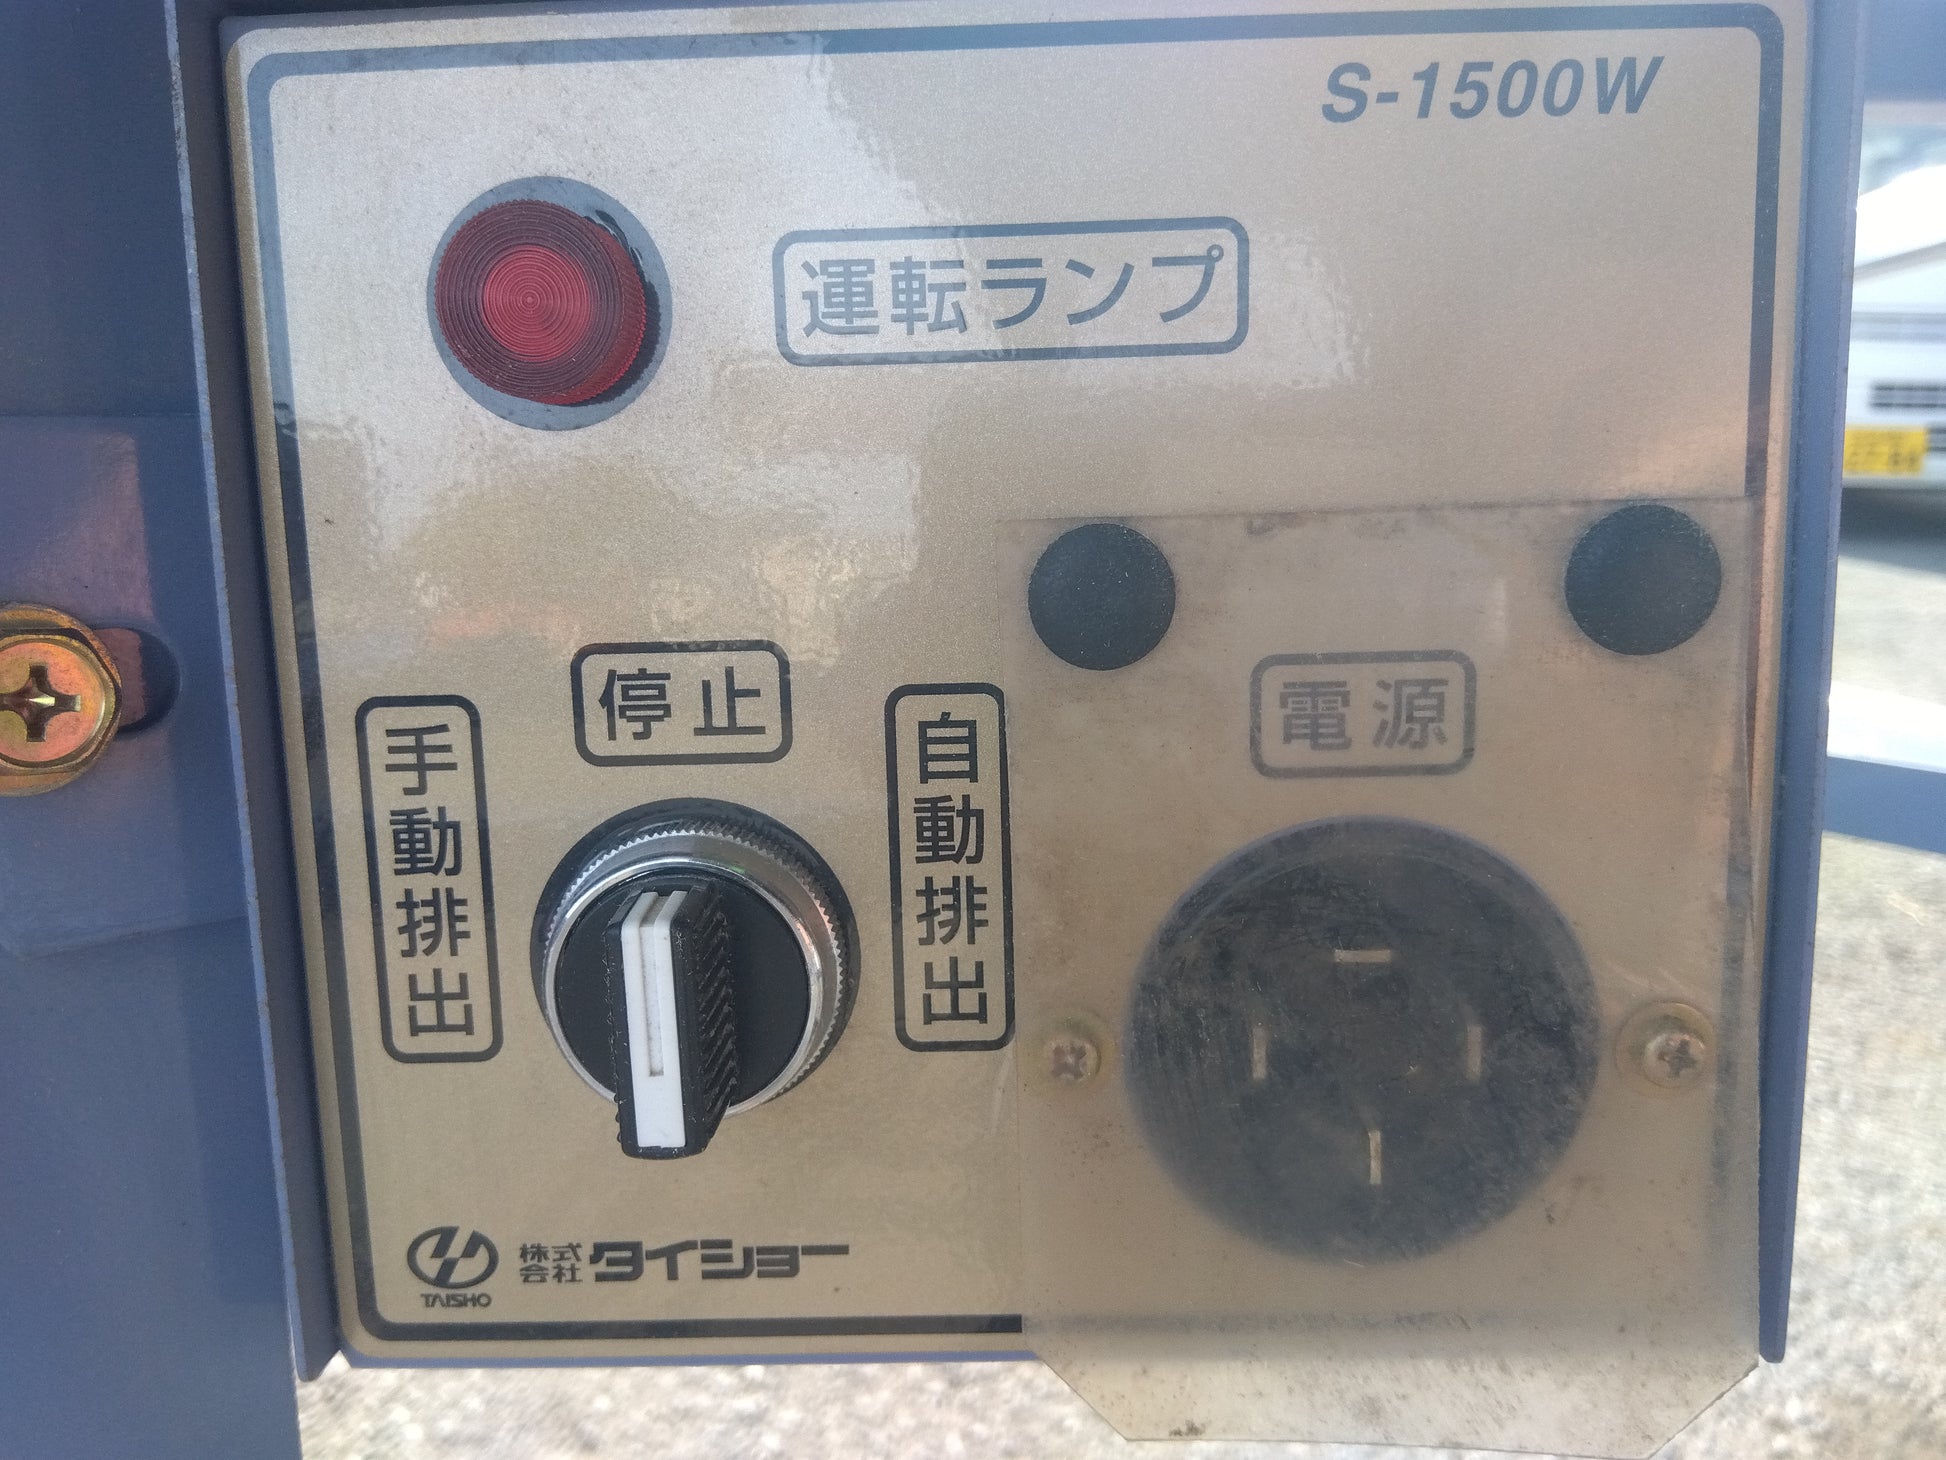 S-1500W
運転ランプ
停止
手動排出
自動排出
電源
TAISHO
株式会社 タイショー